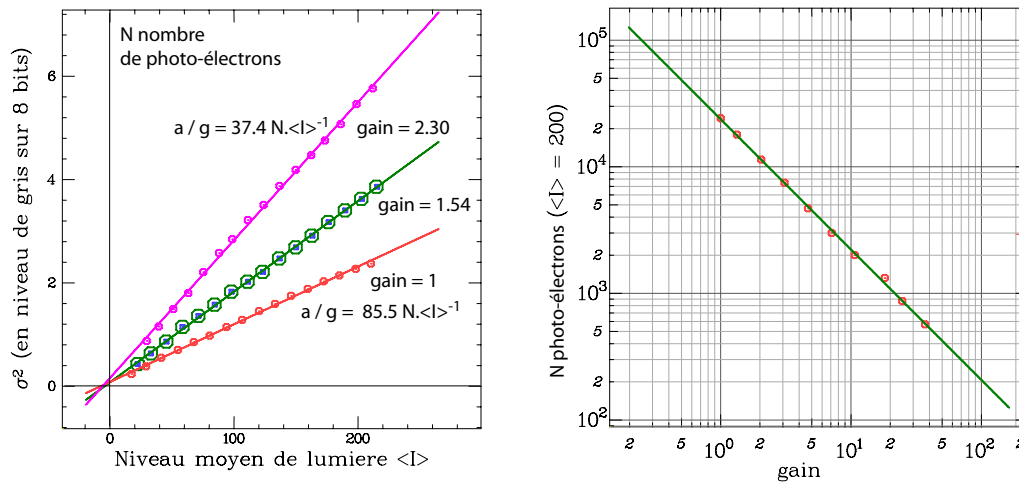 N nombre
de photo-électrons
a / g = 37.4 N.<I>⁻¹
gain = 2.30
gain = 1.54
gain = 1
a / g = 85.5 N.<I>⁻¹
σ² (en niveau de gris sur 8 bits)
6
4
2
0
0
100
200
Niveau moyen de lumiere <I>
N photo-électrons (<I> = 200)
10⁵
5
2
10⁴
5
2
10³
5
2
10²
2
5
10⁰
2
5
10¹
2
5
10²
2
gain